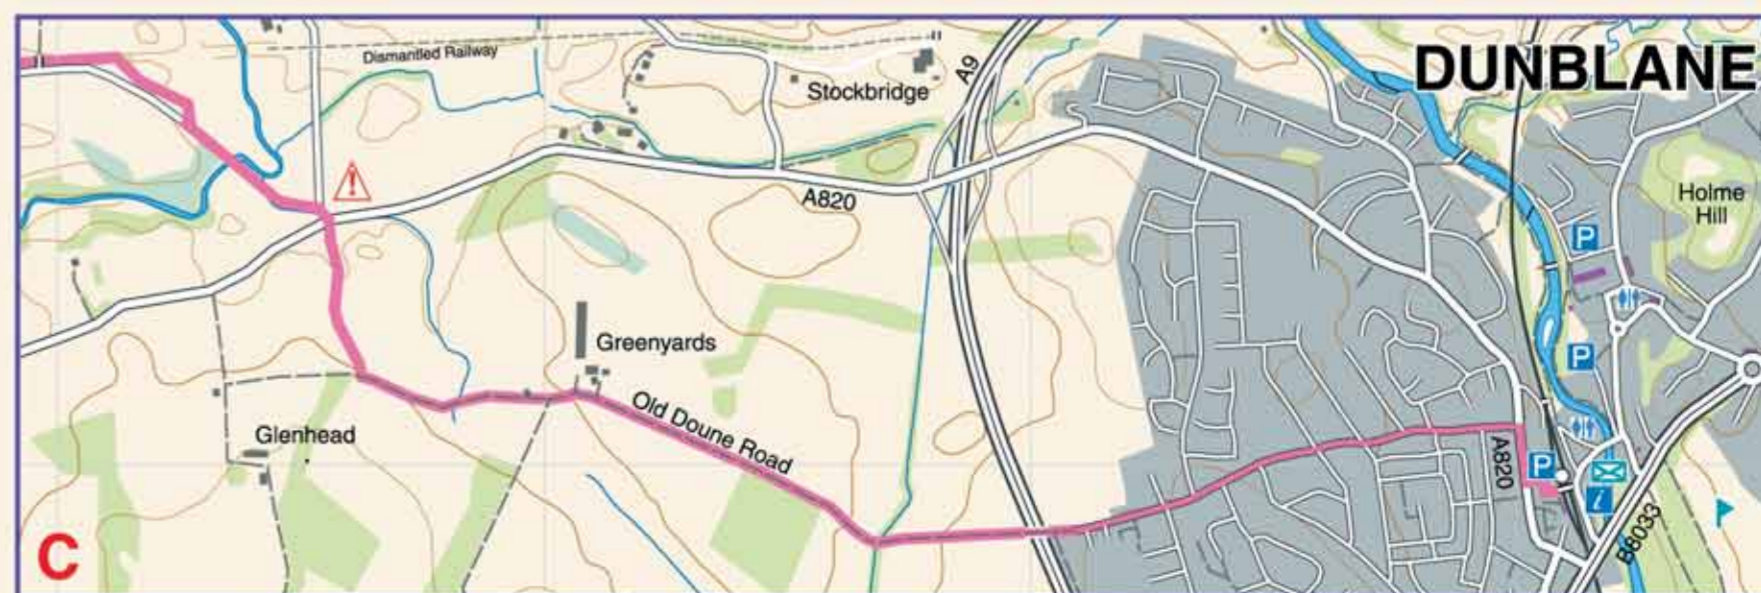 DUNBLANE
Dismantled Railway
A9
Stockbridge
A820
Holme
Hill
P
Greenyards
P
Old Doune Road
Glenhead
A820
P
i
B8033
C